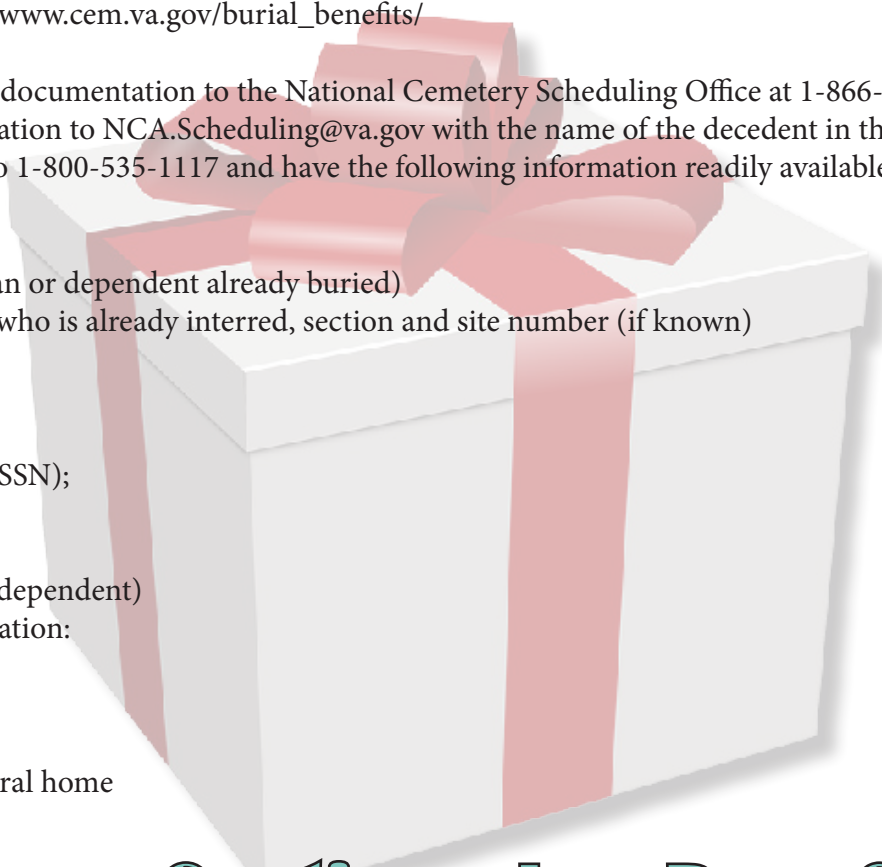 www.cem.va.gov/burial_benefits/
documentation to the National Cemetery Scheduling Office at 1-866-
ation to NCA.Scheduling@va.gov with the name of the decedent in th
o 1-800-535-1117 and have the following information readily available
an or dependent already buried)
who is already interred, section and site number (if known)
SSN);
dependent)
ation:
ral home